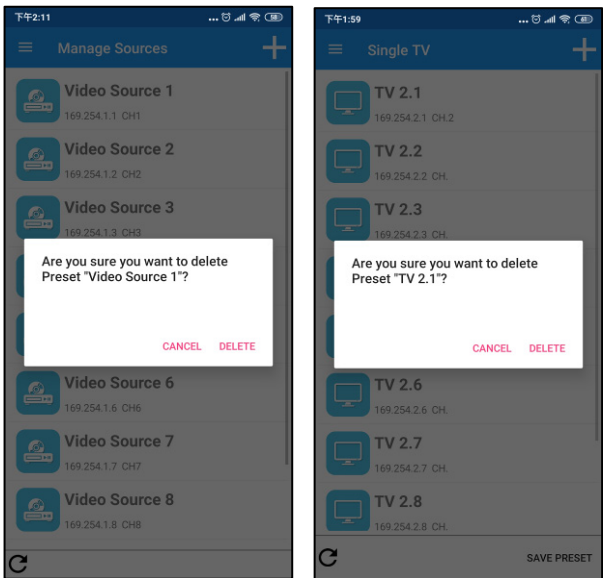 下午2:11
58
Manage Sources
Video Source 1
169.254.1.1 CH1
Video Source 2
169.254.1.2 CH2
Video Source 3
169.254.1.3 CH3
Are you sure you want to delete
Preset "Video Source 1"?
CANCEL DELETE
Video Source 6
169.254.1.6 CH6
Video Source 7
169.254.1.7 CH7
Video Source 8
169.254.1.8 CH8
下午1:59
Single TV
TV 2.1
169.254.2.1 CH.2
TV 2.2
169.254.2.2 CH.
TV 2.3
169.254.2.3 CH.
Are you sure you want to delete
Preset "TV 2.1"?
CANCEL DELETE
TV 2.6
169.254.2.6 CH.
TV 2.7
169.254.2.7 CH.
TV 2.8
169.254.2.8 CH.
SAVE PRESET